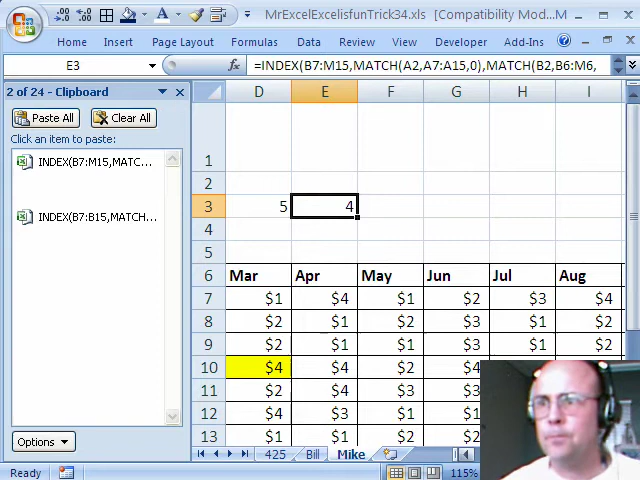 MrExcelExcelisfunTrick34.xls [Compatibility Mod...M
Home Insert Page Layout Formulas Data Review View Developer Add-Ins
E3 fx =INDEX(B7:M15,MATCH(A2,A7:A15,0),MATCH(B2,B6:M6,
2 of 24 - Clipboard
Paste All Clear All
Click an item to paste:
INDEX(B7:M15,MATC...
INDEX(B7:B15,MATCH...
Options
D E F G H I
1
2
3 5 4
4
5
6 Mar Apr May Jun Jul Aug
7 $1 $4 $1 $2 $3 $4
8 $2 $1 $2 $3 $1 $2
9 $2 $1 $1 $3 $1 $2
10 $4 $4 $2 $4
11 $2 $4 $3 $3
12 $4 $3 $1 $1
13 $1 $1 $2 $2
425 Bill Mike
Ready 115%